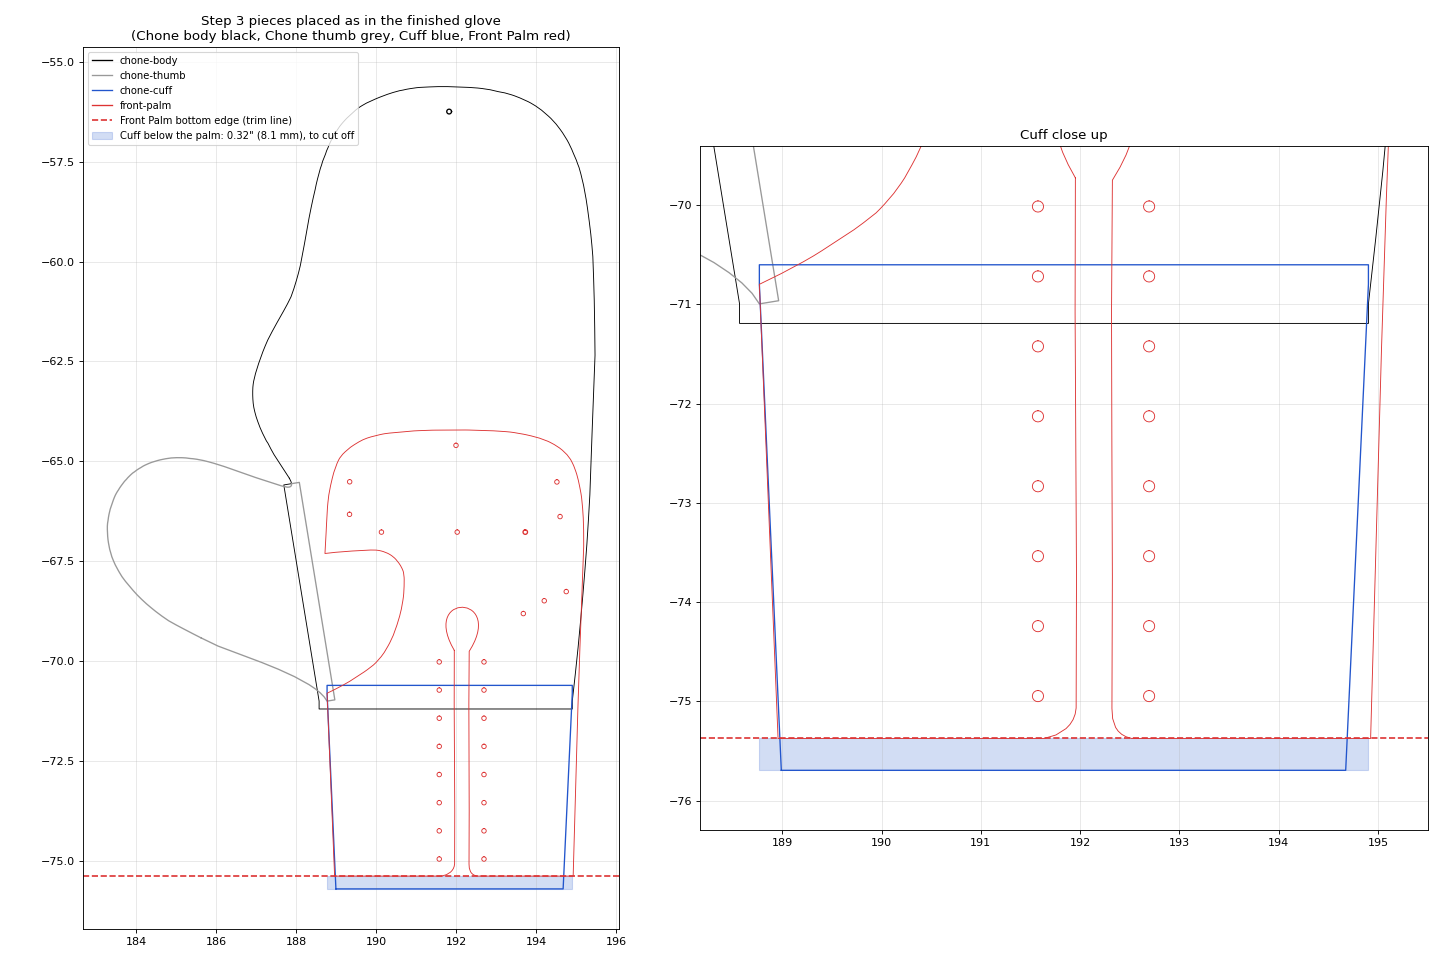 Step 3 pieces placed as in the finished glove
(Chone body black, Chone thumb grey, Cuff blue, Front Palm red)
chone-body
chone-thumb
chone-cuff
front-palm
Front Palm bottom edge (trim line)
Cuff below the palm: 0.32" (8.1 mm), to cut off
−55.0
−57.5
−60.0
−62.5
−65.0
−67.5
−70.0
−72.5
−75.0
184 186 188 190 192 194 196
Cuff close up
−70
−71
−72
−73
−74
−75
−76
189 190 191 192 193 194 195